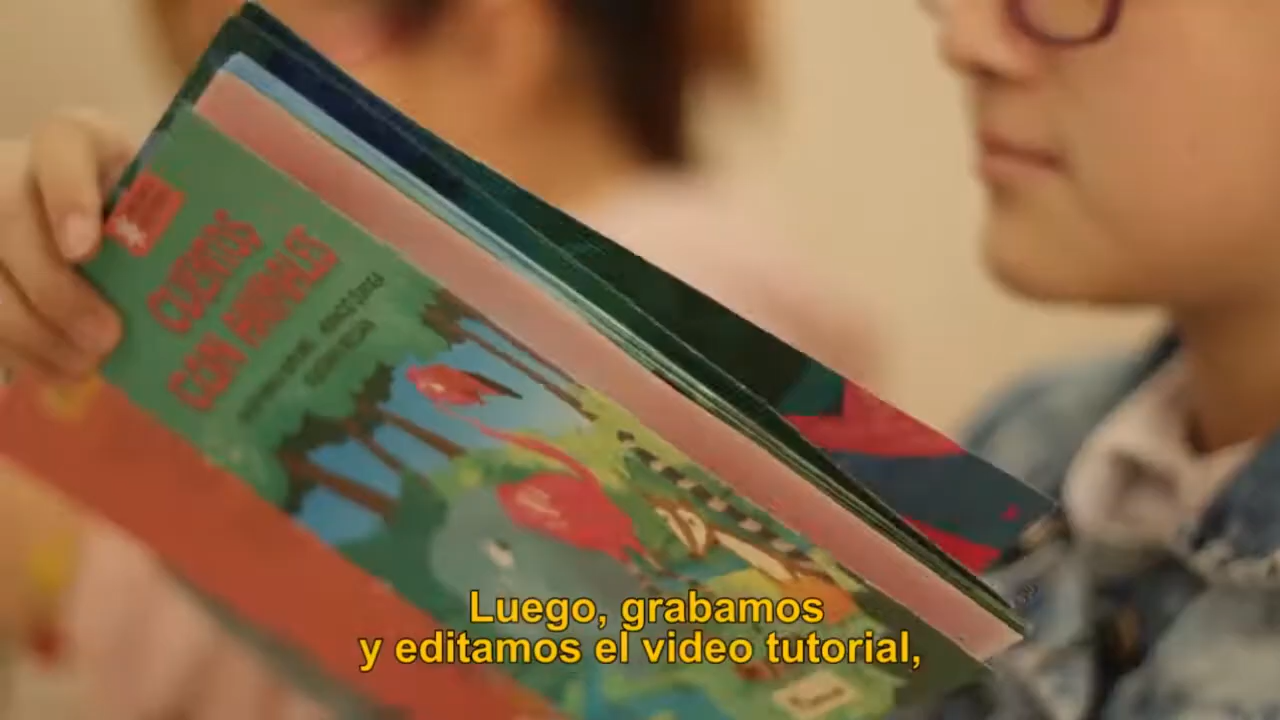 CUENTOS
CON ANIMALES
Luego, grabamos
y editamos el video tutorial,